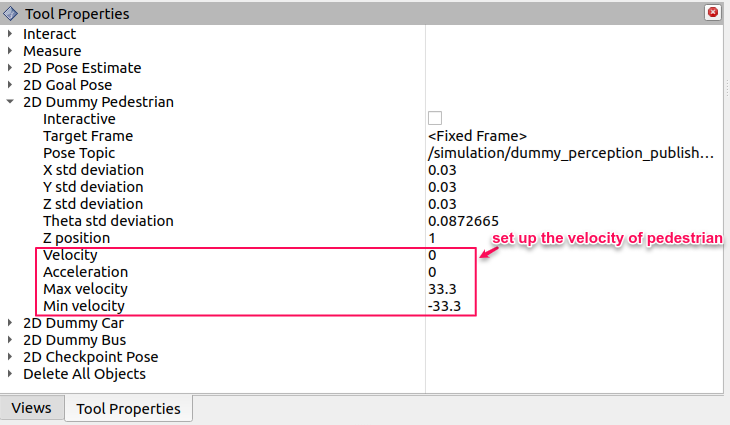 Tool Properties
Interact
Measure
2D Pose Estimate
2D Goal Pose
2D Dummy Pedestrian
Interactive
Target Frame <Fixed Frame>
Pose Topic /simulation/dummy_perception_publish...
X std deviation 0.03
Y std deviation 0.03
Z std deviation 0.03
Theta std deviation 0.0872665
Z position 1
set up the velocity of pedestrian
Velocity 0
Acceleration 0
Max velocity 33.3
Min velocity -33.3
2D Dummy Car
2D Dummy Bus
2D Checkpoint Pose
Delete All Objects
Views Tool Properties